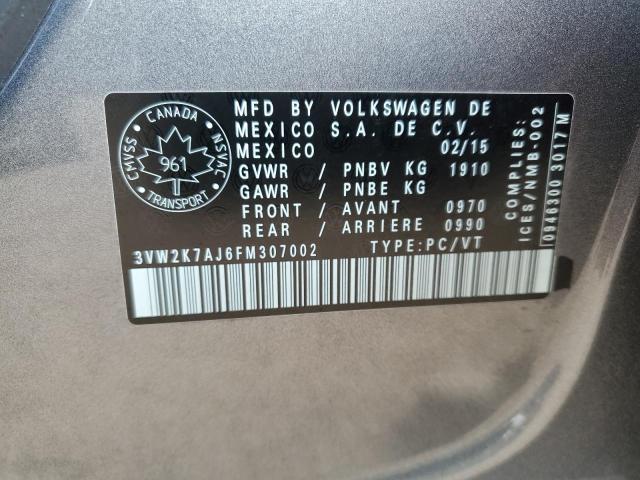 CANADA
CMVSS
NSVAC
961
TRANSPORT
MFD BY VOLKSWAGEN DE
MEXICO S.A. DE C.V.
MEXICO 02/15
GVWR / PNBV KG 1910
GAWR / PNBE KG
FRONT / AVANT 0970
REAR / ARRIERE 0990
3VW2K7AJ6FM307002 TYPE:PC/VT
COMPLIES:
ICES/NMB-002
0946300 3017 M